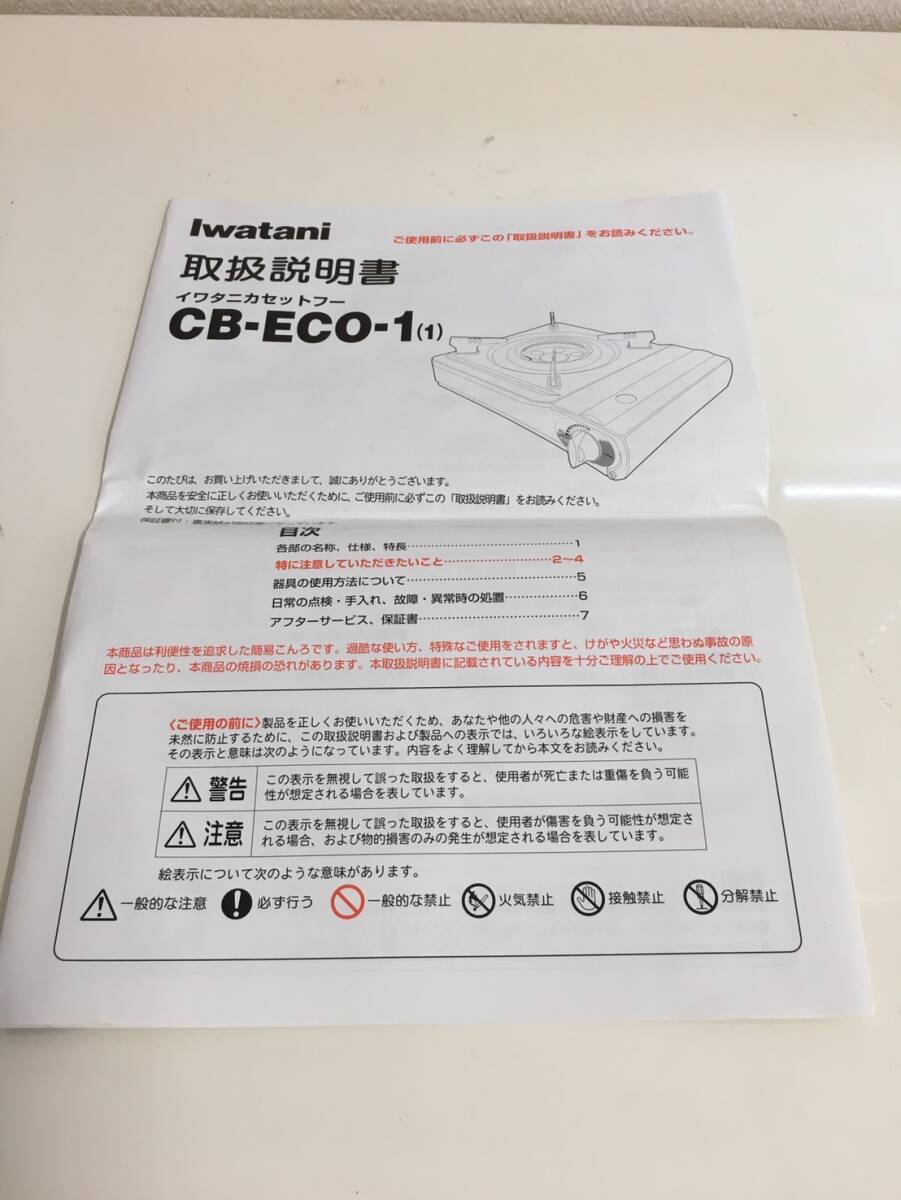 Iwatani
ご使用前に必ずこの「取扱説明書」をお読みください。
取扱説明書
イワタニカセットフー
CB-ECO-1(1)
このたびは、お買い上げいただきまして、誠にありがとうございます。
本商品を安全に正しくお使いいただくために、ご使用前に必ずこの「取扱説明書」をお読みください。
そして大切に保存してください。
保証書付:
目次
各部の名称、仕様、特長…………………………1
特に注意していただきたいこと………………2〜4
器具の使用方法について…………………………5
日常の点検・手入れ、故障・異常時の処置…………6
アフターサービス、保証書…………………………7
本商品は利便性を追求した簡易こんろです。過酷な使い方、特殊なご使用をされますと、けがや火災など思わぬ事故の原
因となったり、本商品の焼損の恐れがあります。本取扱説明書に記載されている内容を十分ご理解の上でご使用ください。
〈ご使用の前に〉製品を正しくお使いいただくため、あなたや他の人々への危害や財産への損害を
未然に防止するために、この取扱説明書および製品への表示では、いろいろな絵表示をしています。
その表示と意味は次のようになっています。内容をよく理解してから本文をお読みください。
警告
この表示を無視して誤った取扱をすると、使用者が死亡または重傷を負う可能
性が想定される場合を表しています。
注意
この表示を無視して誤った取扱をすると、使用者が傷害を負う可能性が想定さ
れる場合、および物的損害のみの発生が想定される場合を表しています。
絵表示について次のような意味があります。
一般的な注意 必ず行う 一般的な禁止 火気禁止 接触禁止 分解禁止